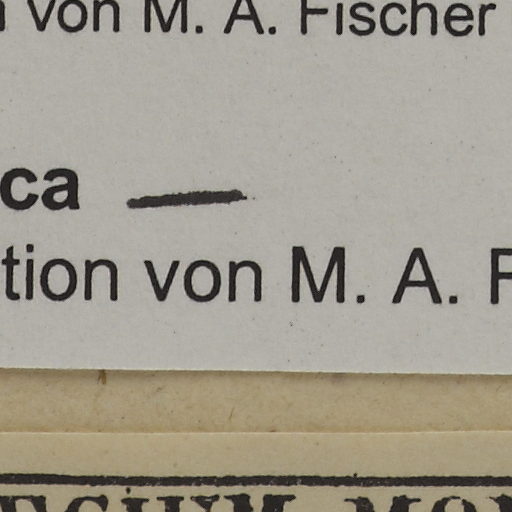 von M. A. Fischer
ca —
tion von M. A. F